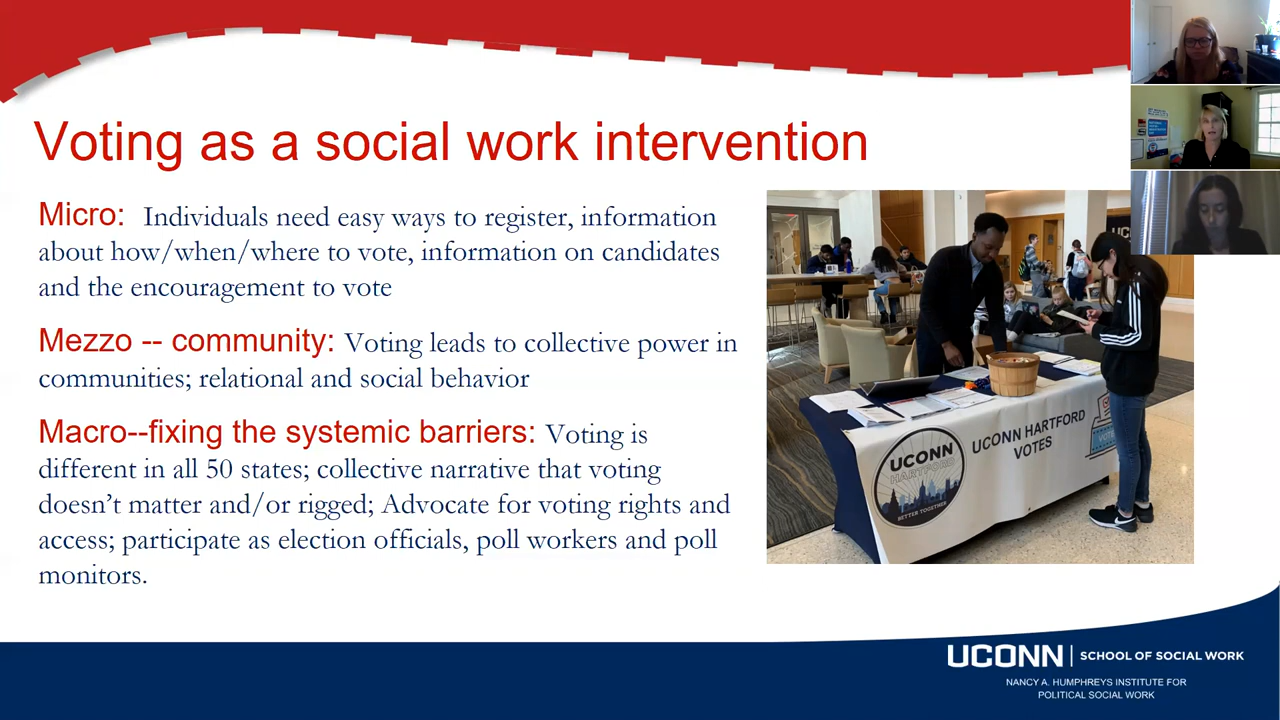 Voting as a social work intervention
Micro: Individuals need easy ways to register, information
about how/when/where to vote, information on candidates
and the encouragement to vote
Mezzo -- community: Voting leads to collective power in
communities; relational and social behavior
Macro--fixing the systemic barriers: Voting is
different in all 50 states; collective narrative that voting
doesn’t matter and/or rigged; Advocate for voting rights and
access; participate as election officials, poll workers and poll
monitors.
UCONN
HARTFORD
BETTER TOGETHER
UCONN HARTFORD
VOTES
VOTE
UCONN | SCHOOL OF SOCIAL WORK
NANCY A. HUMPHREYS INSTITUTE FOR
POLITICAL SOCIAL WORK